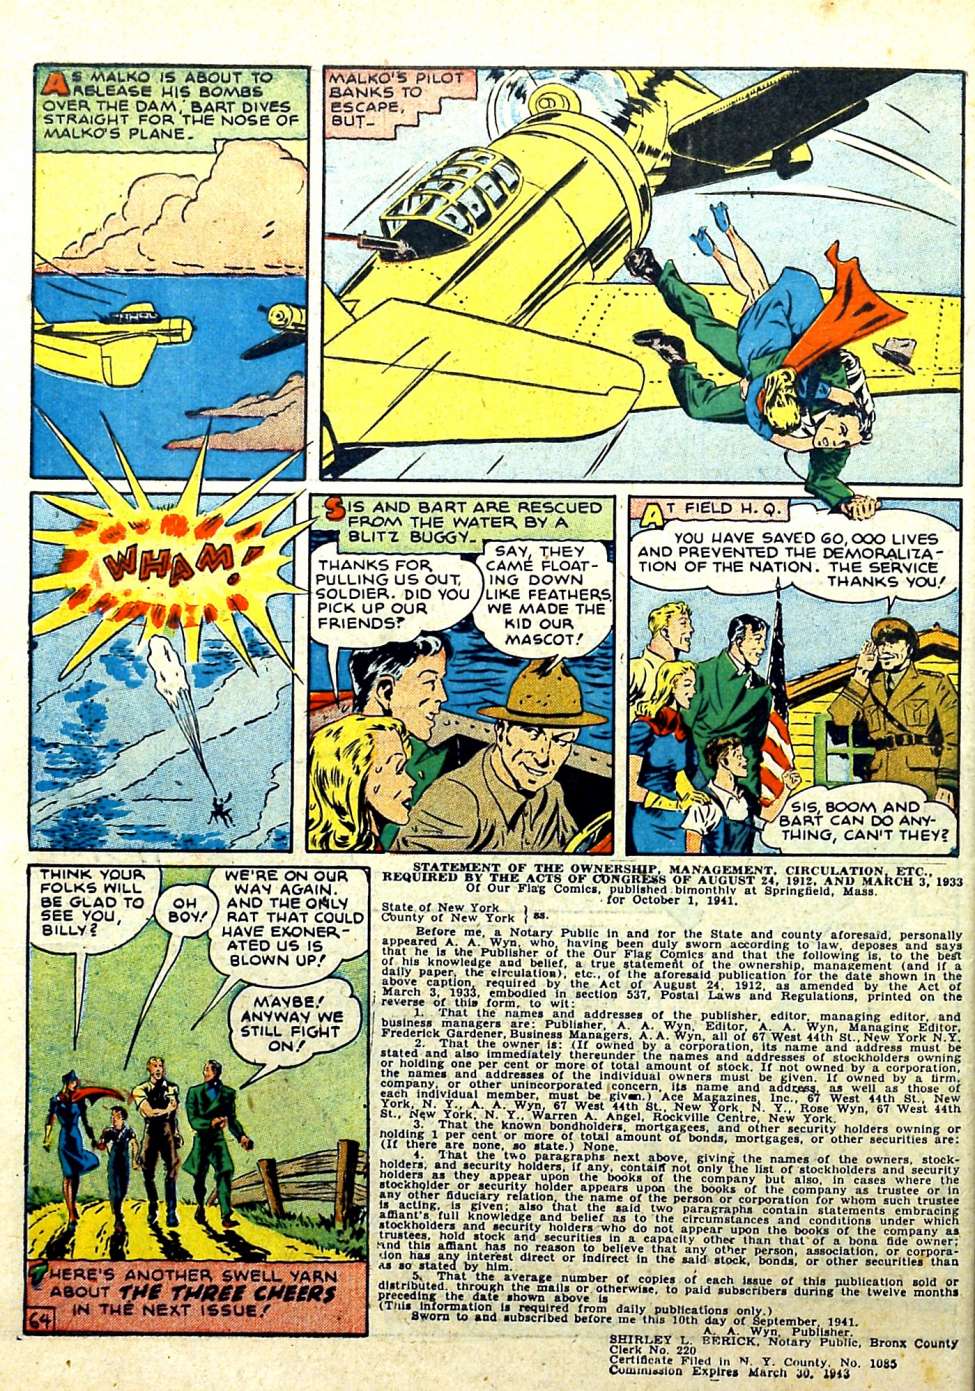 AS MALKO IS ABOUT TO
RELEASE HIS BOMBS
OVER THE DAM, BART DIVES
STRAIGHT FOR THE NOSE OF
MALKO'S PLANE_
MALKO'S PILOT
BANKS TO
ESCAPE,
BUT_
WHAM!
SIS AND BART ARE RESCUED
FROM THE WATER BY A
BLITZ BUGGY_
THANKS FOR
PULLING US OUT,
SOLDIER. DID YOU
PICK UP OUR
FRIENDS?
SAY, THEY
CAME FLOAT-
ING DOWN
LIKE FEATHERS,
WE MADE THE
KID OUR
MASCOT!
AT FIELD H.Q.
YOU HAVE SAVED 60,000 LIVES
AND PREVENTED THE DEMORALIZA-
TION OF THE NATION. THE SERVICE
THANKS YOU!
SIS, BOOM AND
BART CAN DO ANY-
THING, CAN'T THEY?
THINK YOUR
FOLKS WILL
BE GLAD TO
SEE YOU,
BILLY?
OH
BOY!
WE'RE ON OUR
WAY AGAIN.
AND THE ONLY
RAT THAT COULD
HAVE EXONER-
ATED US IS
BLOWN UP!
MAYBE!
ANYWAY WE
STILL FIGHT
ON!
THERE'S ANOTHER SWELL YARN
ABOUT THE THREE CHEERS
IN THE NEXT ISSUE!
64
STATEMENT OF THE OWNERSHIP, MANAGEMENT, CIRCULATION, ETC.,
REQUIRED BY THE ACTS OF CONGRESS OF AUGUST 24, 1912, AND MARCH 3, 1933
Of Our Flag Comics, published bimonthly at Springfield, Mass.
for October 1, 1941.
State of New York
County of New York } ss.
Before me, a Notary Public in and for the State and county aforesaid, personally
appeared A. A. Wyn, who, having been duly sworn according to law, deposes and says
that he is the Publisher of the Our Flag Comics and that the following is, to the best
of his knowledge and belief, a true statement of the ownership, management (and if a
daily paper, the circulation), etc., of the aforesaid publication for the date shown in the
above caption, required by the Act of August 24, 1912, as amended by the Act of
March 3, 1933, embodied in section 537, Postal Laws and Regulations, printed on the
reverse of this form, to wit:
1. That the names and addresses of the publisher, editor, managing editor, and
business managers are: Publisher, A. A. Wyn, Editor, A. A. Wyn, Managing Editor,
Frederick Gardener, Business Managers, A. A. Wyn, all of 67 West 44th St., New York N.Y.
2. That the owner is: (If owned by a corporation, its name and address must be
stated and also immediately thereunder the names and addresses of stockholders owning
or holding one per cent or more of total amount of stock. If not owned by a corporation,
the names and addresses of the individual owners must be given. If owned by a firm,
company, or other unincorporated concern, its name and address, as well as those of
each individual member, must be given.) Ace Magazines, Inc., 67 West 44th St., New
York, N. Y., A. A. Wyn, 67 West 44th St., New York, N. Y., Rose Wyn, 67 West 44th
St., New York, N. Y., Warren A. Angel, Rockville Centre, New York.
3. That the known bondholders, mortgagees, and other security holders owning or
holding 1 per cent or more of total amount of bonds, mortgages, or other securities are:
(If there are none, so state.) None.
4. That the two paragraphs next above, giving the names of the owners, stock-
holders, and security holders, if any, contain not only the list of stockholders and security
holders as they appear upon the books of the company but also, in cases where the
stockholder or security holder appears upon the books of the company as trustee or in
any other fiduciary relation, the name of the person or corporation for whom such trustee
is acting, is given; also that the said two paragraphs contain statements embracing
affiant's full knowledge and belief as to the circumstances and conditions under which
stockholders and security holders who do not appear upon the books of the company as
trustees, hold stock and securities in a capacity other than that of a bona fide owner;
and this affiant has no reason to believe that any other person, association, or corpora-
tion has any interest direct or indirect in the said stock, bonds, or other securities than
as so stated by him.
5. That the average number of copies of each issue of this publication sold or
distributed, through the mails or otherwise, to paid subscribers during the twelve months
preceding the date shown above is
(This information is required from daily publications only.)
Sworn to and subscribed before me this 10th day of September, 1941.
A. A. Wyn, Publisher.
SHIRLEY L. BERICK, Notary Public, Bronx County
Clerk No. 220
Certificate Filed in N. Y. County, No. 1085
Commission Expires March 30, 1943